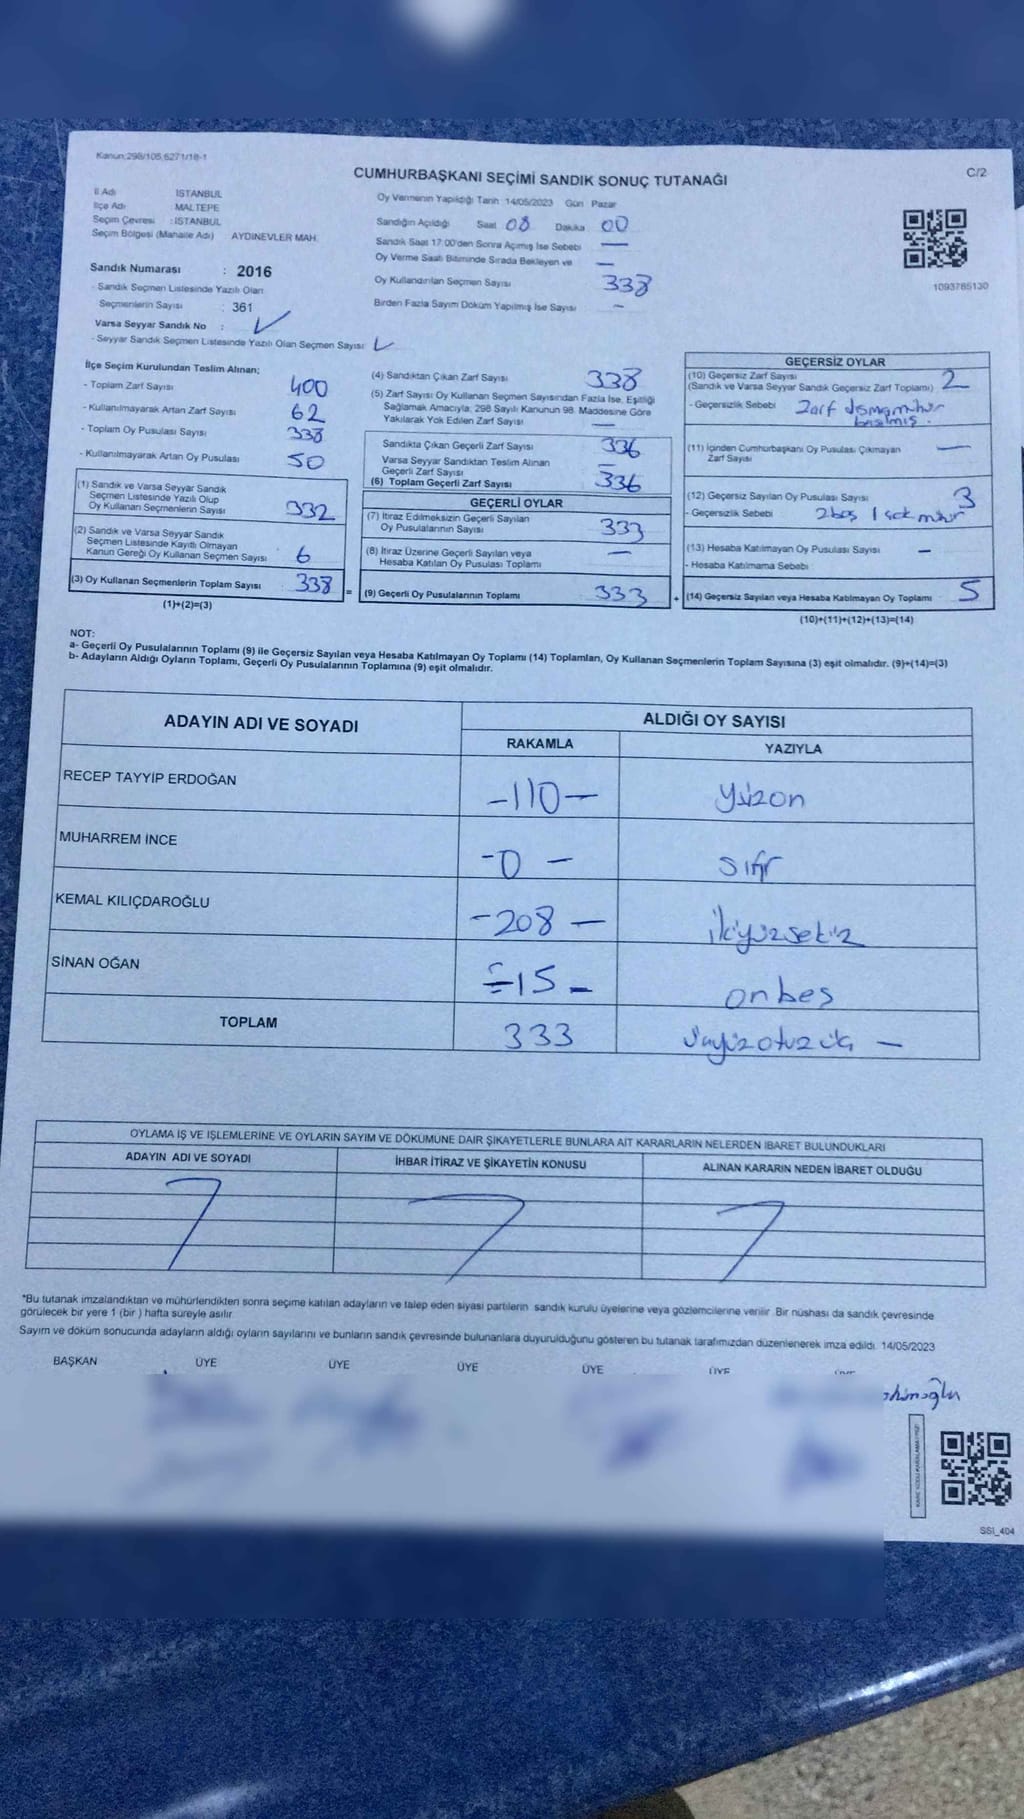 Kanun:298/105,6271/18-1
C/2
CUMHURBAŞKANI SEÇİMİ SANDIK SONUÇ TUTANAĞI
İl Adı İSTANBUL
İlçe Adı MALTEPE
Seçim Çevresi : İSTANBUL
Seçim Bölgesi (Mahalle Adı) AYDINEVLER MAH.
Oy Vermenin Yapıldığı Tarih 14/05/2023 Gün Pazar
Sandığın Açıldığı Saat 08 Dakika 00
Sandık Saat 17:00'den Sonra Açılmış İse Sebebi —
Oy Verme Saati Bitiminde Sırada Bekleyen ve —
Oy Kullandırılan Seçmen Sayısı 338
Birden Fazla Sayım Döküm Yapılmış İse Sayısı -
1093785130
Sandık Numarası : 2016
- Sandık Seçmen Listesinde Yazılı Olan
Seçmenlerin Sayısı : 361
Varsa Seyyar Sandık No :
- Seyyar Sandık Seçmen Listesinde Yazılı Olan Seçmen Sayısı
İlçe Seçim Kurulundan Teslim Alınan;
- Toplam Zarf Sayısı 400
- Kullanılmayarak Artan Zarf Sayısı 62
- Toplam Oy Pusulası Sayısı 338
- Kullanılmayarak Artan Oy Pusulası 50
(1) Sandık ve Varsa Seyyar Sandık
Seçmen Listesinde Yazılı Olup
Oy Kullanan Seçmenlerin Sayısı 332
(2) Sandık ve Varsa Seyyar Sandık
Seçmen Listesinde Kayıtlı Olmayan
Kanun Gereği Oy Kullanan Seçmen Sayısı 6
(3) Oy Kullanan Seçmenlerin Toplam Sayısı 338
(1)+(2)=(3)
(4) Sandıktan Çıkan Zarf Sayısı 338
(5) Zarf Sayısı Oy Kullanan Seçmen Sayısından Fazla İse, Eşitliği
Sağlamak Amacıyla; 298 Sayılı Kanunun 98. Maddesine Göre
Yakılarak Yok Edilen Zarf Sayısı —
Sandıkta Çıkan Geçerli Zarf Sayısı 336
Varsa Seyyar Sandıktan Teslim Alınan
Geçerli Zarf Sayısı —
(6) Toplam Geçerli Zarf Sayısı 336
GEÇERLİ OYLAR
(7) İtiraz Edilmeksizin Geçerli Sayılan
Oy Pusulalarının Sayısı 333
(8) İtiraz Üzerine Geçerli Sayılan veya
Hesaba Katılan Oy Pusulası Toplamı —
= (9) Geçerli Oy Pusulalarının Toplamı 333
GEÇERSİZ OYLAR
(10) Geçersiz Zarf Sayısı
(Sandık ve Varsa Seyyar Sandık Geçersiz Zarf Toplamı) 2
- Geçersizlik Sebebi Zarf dışına mühür
basılmış.
(11) İçinden Cumhurbaşkanı Oy Pusulası Çıkmayan
Zarf Sayısı —
(12) Geçersiz Sayılan Oy Pusulası Sayısı 3
- Geçersizlik Sebebi 2 boş 1 çok mühür
(13) Hesaba Katılmayan Oy Pusulası Sayısı —
- Hesaba Katılmama Sebebi
+ (14) Geçersiz Sayılan veya Hesaba Katılmayan Oy Toplamı 5
(10)+(11)+(12)+(13)=(14)
NOT:
a- Geçerli Oy Pusulalarının Toplamı (9) ile Geçersiz Sayılan veya Hesaba Katılmayan Oy Toplamı (14) Toplamları, Oy Kullanan Seçmenlerin Toplam Sayısına (3) eşit olmalıdır. (9)+(14)=(3)
b- Adayların Aldığı Oyların Toplamı, Geçerli Oy Pusulalarının Toplamına (9) eşit olmalıdır.
ADAYIN ADI VE SOYADI
ALDIĞI OY SAYISI
RAKAMLA YAZIYLA
RECEP TAYYİP ERDOĞAN -110- yüzon
MUHARREM İNCE -0- sıfır
KEMAL KILIÇDAROĞLU -208- ikiyüzsekiz
SİNAN OĞAN -15- onbeş
TOPLAM 333 üçyüzotuzüç —
OYLAMA İŞ VE İŞLEMLERİNE VE OYLARIN SAYIM VE DÖKÜMÜNE DAİR ŞİKAYETLERLE BUNLARA AİT KARARLARIN NELERDEN İBARET BULUNDUKLARI
ADAYIN ADI VE SOYADI İHBAR İTİRAZ VE ŞİKAYETİN KONUSU ALINAN KARARIN NEDEN İBARET OLDUĞU
*Bu tutanak imzalandıktan ve mühürlendikten sonra seçime katılan adayların ve talep eden siyasi partilerin sandık kurulu üyelerine veya gözlemcilerine verilir. Bir nüshası da sandık çevresinde
görülecek bir yere 1 (bir) hafta süreyle asılır.
Sayım ve döküm sonucunda adayların aldığı oyların sayılarını ve bunların sandık çevresinde bulunanlara duyurulduğunu gösteren bu tutanak tarafımızdan düzenlenerek imza edildi. 14/05/2023
BAŞKAN ÜYE ÜYE ÜYE ÜYE ÜYE
SSI_404